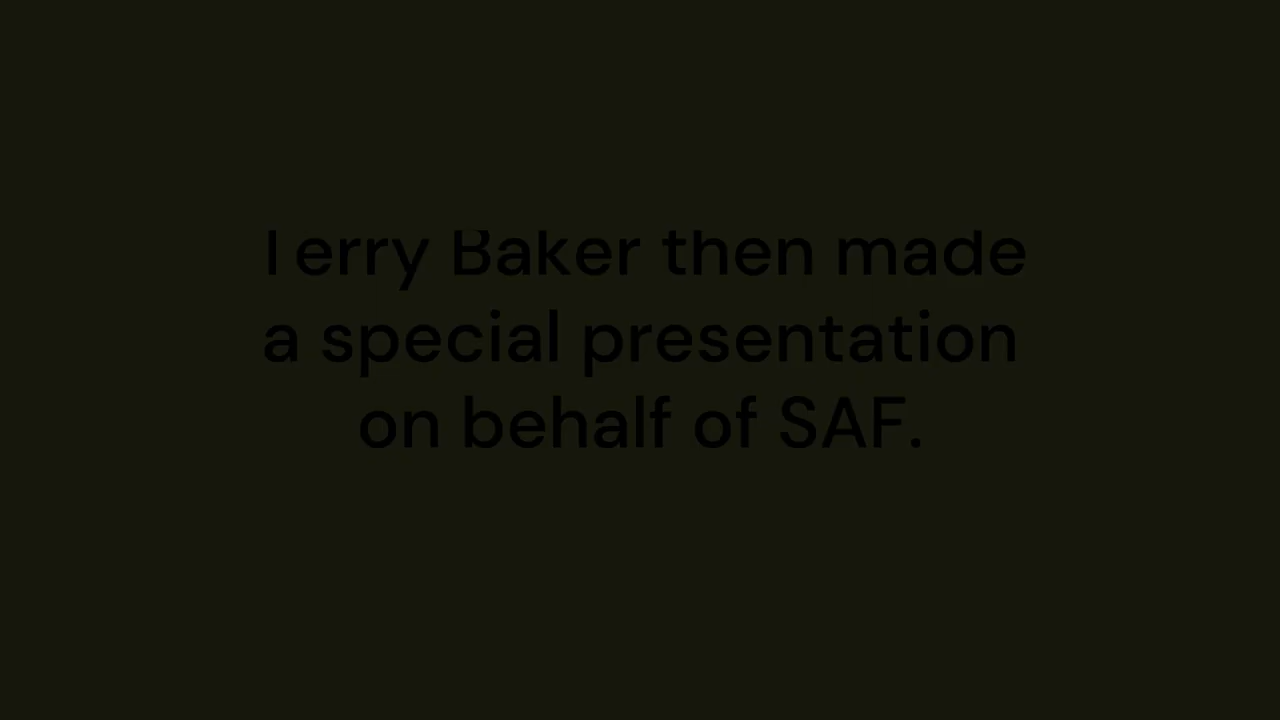 Terry Baker then made
a special presentation
on behalf of SAF.